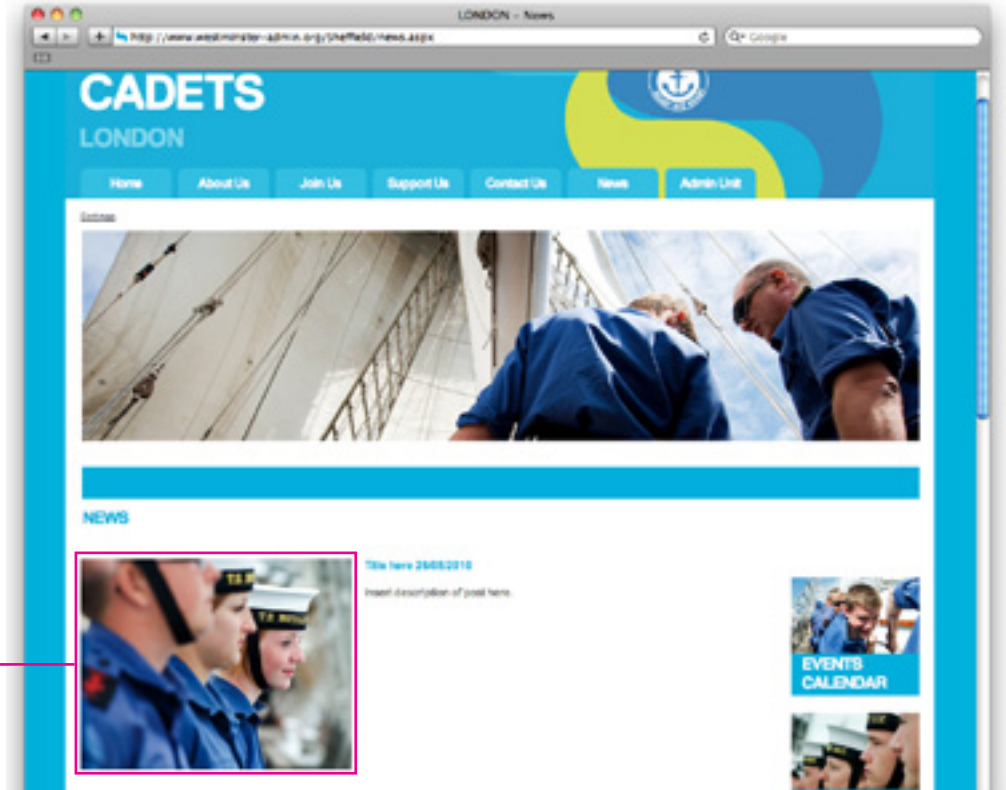 LONDON – News
http://www.westminster-admin.org/sheffield/news.aspx
Google
CADETS
LONDON
Home About Us Join Us Support Us Contact Us News Admin Unit
NEWS
Title here 26/05/2010
Insert description of post here.
EVENTS
CALENDAR